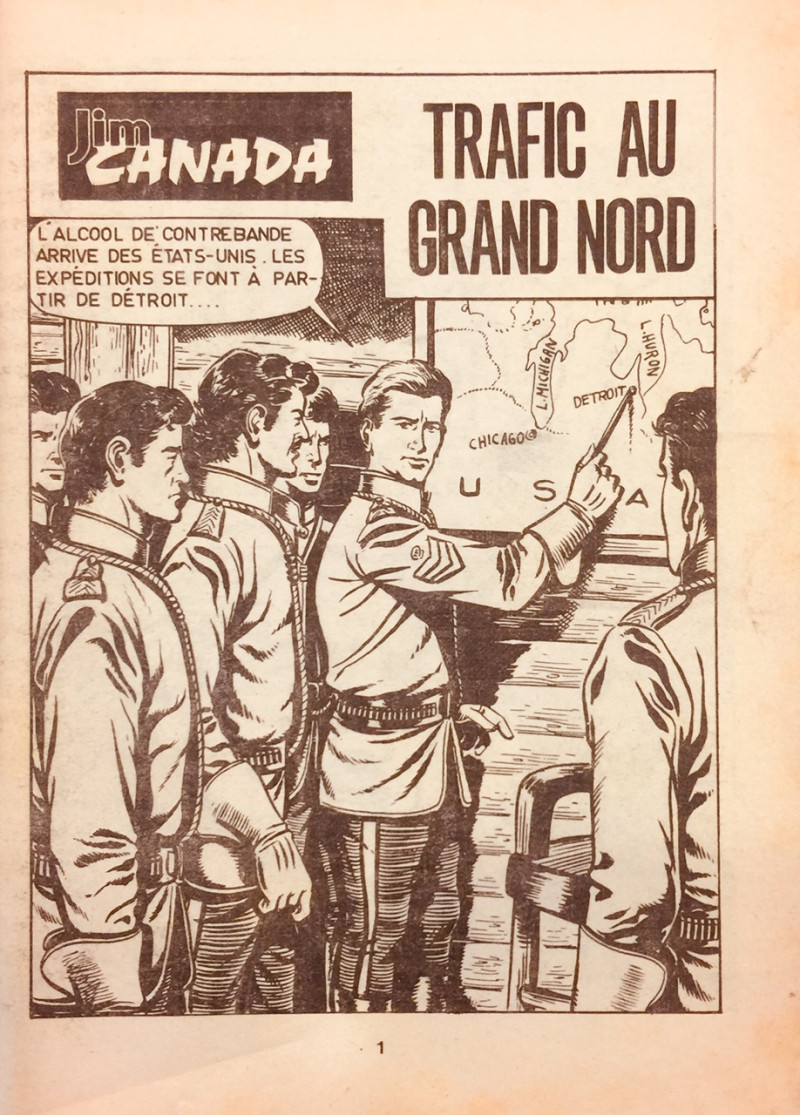 Jim
CANADA
TRAFIC AU
GRAND NORD
L'ALCOOL DE CONTREBANDE
ARRIVE DES ÉTATS-UNIS. LES
EXPÉDITIONS SE FONT À PAR-
TIR DE DÉTROIT....
L. MICHIGAN
L. HURON
DETROIT
CHICAGO
U S A
1